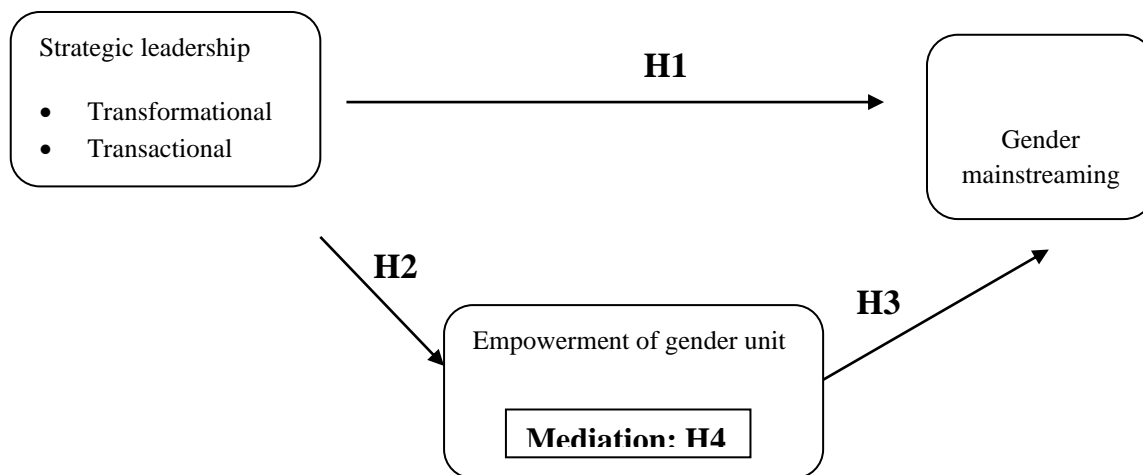 Strategic leadership
• Transformational
• Transactional
H1
Gender
mainstreaming
H2
H3
Empowerment of gender unit
Mediation: H4